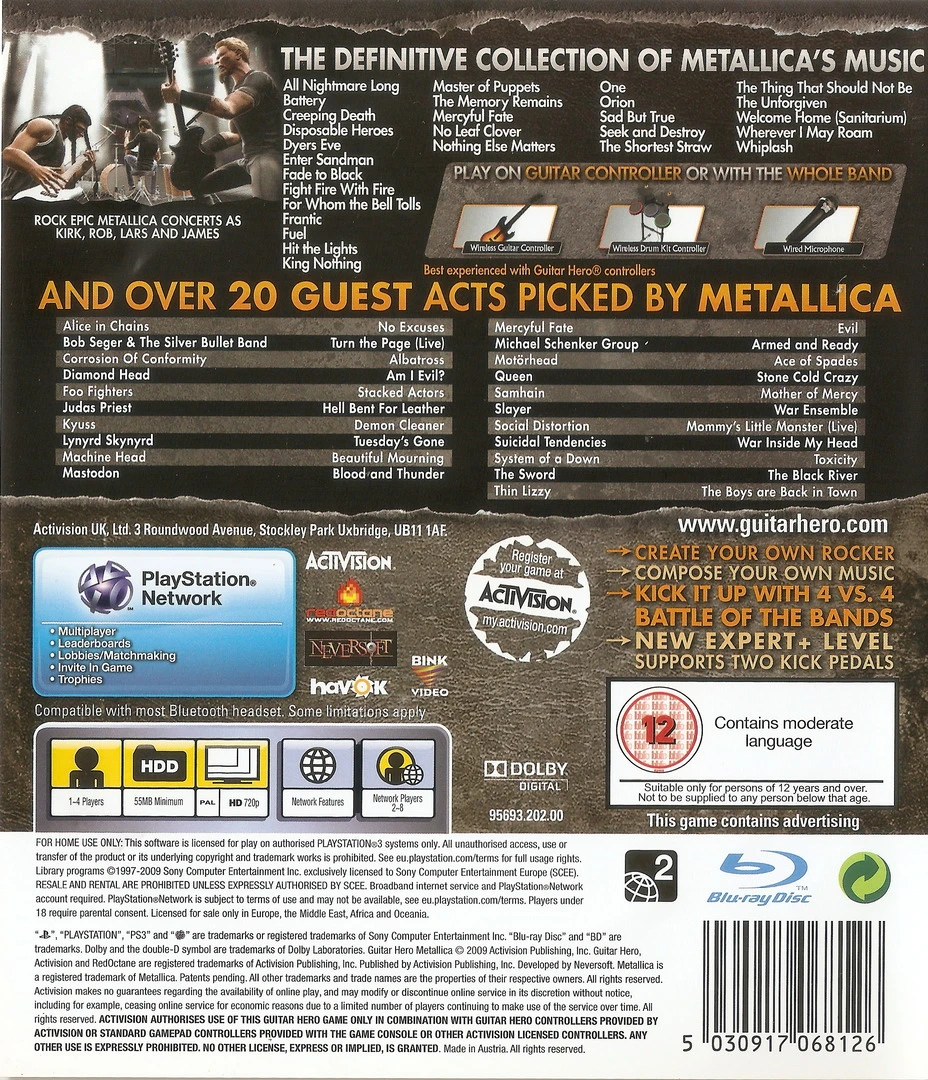 THE DEFINITIVE COLLECTION OF METALLICA'S MUSIC
All Nightmare Long
Battery
Creeping Death
Disposable Heroes
Dyers Eve
Enter Sandman
Fade to Black
Fight Fire With Fire
For Whom the Bell Tolls
Frantic
Fuel
Hit the Lights
King Nothing
Master of Puppets
The Memory Remains
Mercyful Fate
No Leaf Clover
Nothing Else Matters
One
Orion
Sad But True
Seek and Destroy
The Shortest Straw
The Thing That Should Not Be
The Unforgiven
Welcome Home (Sanitarium)
Wherever I May Roam
Whiplash
ROCK EPIC METALLICA CONCERTS AS
KIRK, ROB, LARS AND JAMES
PLAY ON GUITAR CONTROLLER OR WITH THE WHOLE BAND
Wireless Guitar Controller
Wireless Drum Kit Controller
Wired Microphone
Best experienced with Guitar Hero® controllers
AND OVER 20 GUEST ACTS PICKED BY METALLICA
Alice in Chains No Excuses
Bob Seger & The Silver Bullet Band Turn the Page (Live)
Corrosion Of Conformity Albatross
Diamond Head Am I Evil?
Foo Fighters Stacked Actors
Judas Priest Hell Bent For Leather
Kyuss Demon Cleaner
Lynyrd Skynyrd Tuesday's Gone
Machine Head Beautiful Mourning
Mastodon Blood and Thunder
Mercyful Fate Evil
Michael Schenker Group Armed and Ready
Motörhead Ace of Spades
Queen Stone Cold Crazy
Samhain Mother of Mercy
Slayer War Ensemble
Social Distortion Mommy's Little Monster (Live)
Suicidal Tendencies War Inside My Head
System of a Down Toxicity
The Sword The Black River
Thin Lizzy The Boys are Back in Town
Activision UK, Ltd. 3 Roundwood Avenue, Stockley Park Uxbridge, UB11 1AF.
PlayStation®
Network
• Multiplayer
• Leaderboards
• Lobbies/Matchmaking
• Invite In Game
• Trophies
ACTIVISION®
redoctane
WWW.REDOCTANE.COM
NEVERSOFT
havok
BINK
VIDEO
Register
your game at
ACTIVISION®
my.activision.com
www.guitarhero.com
→CREATE YOUR OWN ROCKER
→COMPOSE YOUR OWN MUSIC
→KICK IT UP WITH 4 VS. 4
BATTLE OF THE BANDS
→NEW EXPERT+ LEVEL
SUPPORTS TWO KICK PEDALS
Compatible with most Bluetooth headset. Some limitations apply
HDD
1-4 Players
55MB Minimum
PAL
HD 720p
Network Features
Network Players
2-8
DOLBY
DIGITAL
95693.202.00
12
Contains moderate
language
Suitable only for persons of 12 years and over.
Not to be supplied to any person below that age.
This game contains advertising
FOR HOME USE ONLY: This software is licensed for play on authorised PLAYSTATION®3 systems only. All unauthorised access, use or
transfer of the product or its underlying copyright and trademark works is prohibited. See eu.playstation.com/terms for full usage rights.
Library programs ©1997-2009 Sony Computer Entertainment Inc. exclusively licensed to Sony Computer Entertainment Europe (SCEE).
RESALE AND RENTAL ARE PROHIBITED UNLESS EXPRESSLY AUTHORISED BY SCEE. Broadband internet service and PlayStation®Network
account required. PlayStation®Network is subject to terms of use and may not be available, see eu.playstation.com/terms. Players under
18 require parental consent. Licensed for sale only in Europe, the Middle East, Africa and Oceania.
2
Blu-ray Disc™
"", "PLAYSTATION", "PS3" and "" are trademarks or registered trademarks of Sony Computer Entertainment Inc. "Blu-ray Disc" and "BD" are
trademarks. Dolby and the double-D symbol are trademarks of Dolby Laboratories. Guitar Hero Metallica © 2009 Activision Publishing, Inc. Guitar Hero,
Activision and RedOctane are registered trademarks of Activision Publishing, Inc. Published by Activision Publishing, Inc. Developed by Neversoft. Metallica is
a registered trademark of Metallica. Patents pending. All other trademarks and trade names are the properties of their respective owners. All rights reserved.
Activision makes no guarantees regarding the availability of online play, and may modify or discontinue online service in its discretion without notice,
including for example, ceasing online service for economic reasons due to a limited number of players continuing to make use of the service over time. All
rights reserved. ACTIVISION AUTHORISES USE OF THIS GUITAR HERO GAME ONLY IN COMBINATION WITH GUITAR HERO CONTROLLERS PROVIDED BY
ACTIVISION OR STANDARD GAMEPAD CONTROLLERS PROVIDED WITH THE GAME CONSOLE OR OTHER ACTIVISION LICENSED CONTROLLERS. ANY
OTHER USE IS EXPRESSLY PROHIBITED. NO OTHER LICENSE, EXPRESS OR IMPLIED, IS GRANTED. Made in Austria. All rights reserved.
5 030917 068126